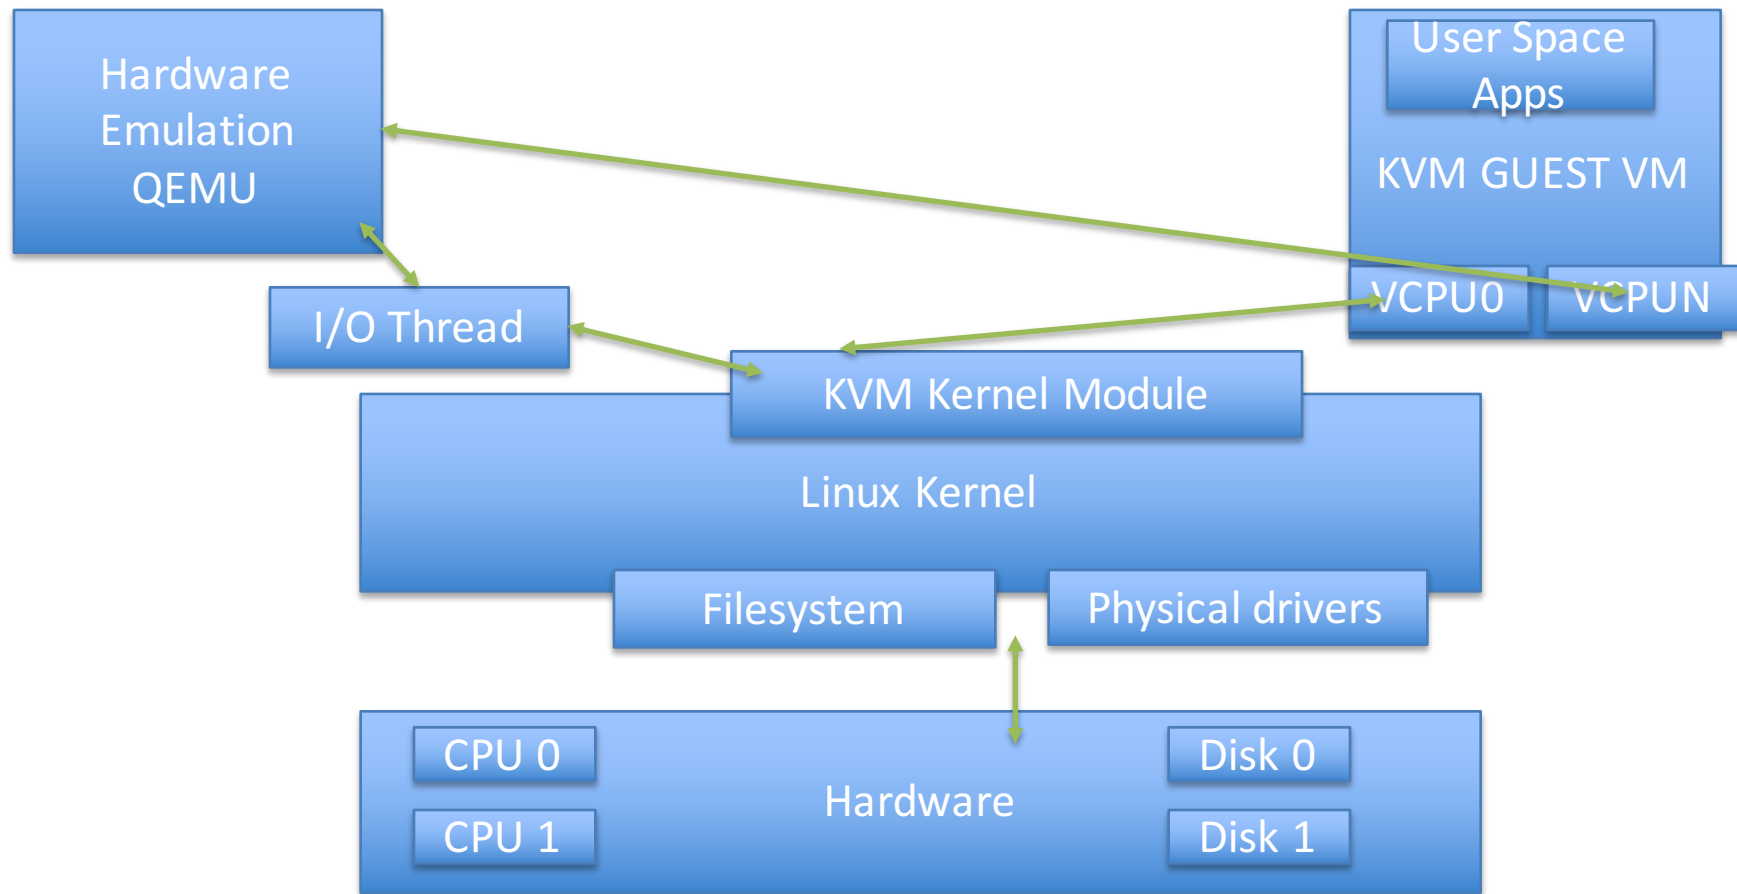 Hardware
Emulation
QEMU
User Space
Apps
KVM GUEST VM
VCPU0
VCPUN
I/O Thread
KVM Kernel Module
Linux Kernel
Filesystem
Physical drivers
CPU 0
Disk 0
Hardware
CPU 1
Disk 1